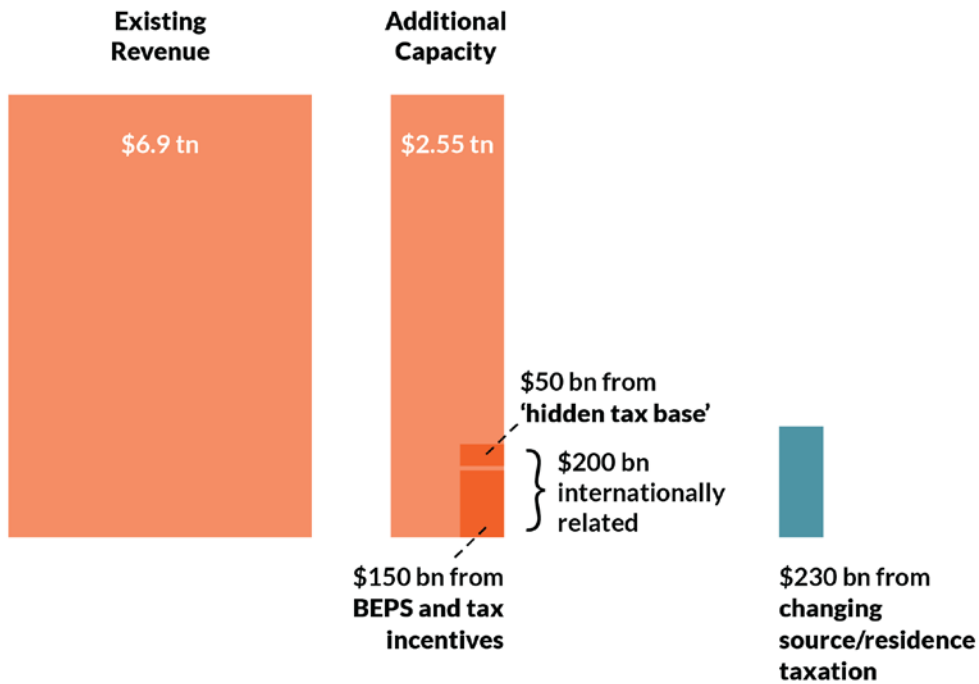 Existing
Revenue
Additional
Capacity
$6.9 tn
$2.55 tn
$50 bn from
‘hidden tax base’
$200 bn
internationally
related
$150 bn from
BEPS and tax
incentives
$230 bn from
changing
source/residence
taxation